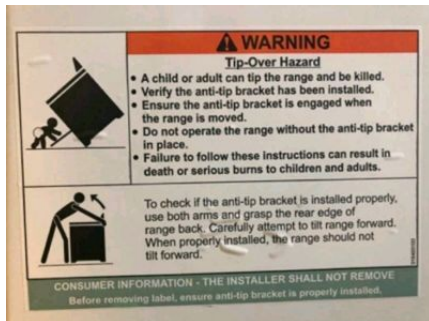 WARNING
Tip-Over Hazard
• A child or adult can tip the range and be killed.
• Verify the anti-tip bracket has been installed.
• Ensure the anti-tip bracket is engaged when
the range is moved.
• Do not operate the range without the anti-tip bracket
in place.
• Failure to follow these instructions can result in
death or serious burns to children and adults.
To check if the anti-tip bracket is installed properly,
use both arms and grasp the rear edge of
range back. Carefully attempt to tilt range forward.
When properly installed, the range should not
tilt forward.
CONSUMER INFORMATION - THE INSTALLER SHALL NOT REMOVE
Before removing label, ensure anti-tip bracket is properly installed.